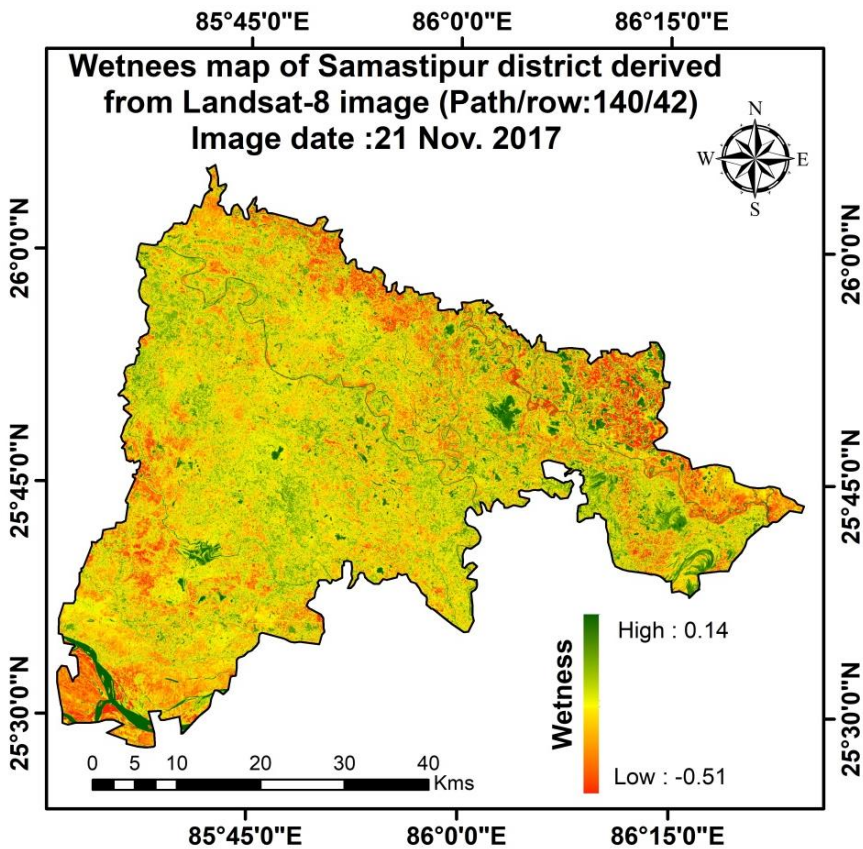 85°45'0"E 86°0'0"E 86°15'0"E
Wetnees map of Samastipur district derived
from Landsat-8 image (Path/row:140/42)
Image date :21 Nov. 2017
N
W E
S
26°0'0"N 26°0'0"N
25°45'0"N 25°45'0"N
25°30'0"N 25°30'0"N
Wetness
High : 0.14
Low : -0.51
0 5 10 20 30 40
Kms
85°45'0"E 86°0'0"E 86°15'0"E